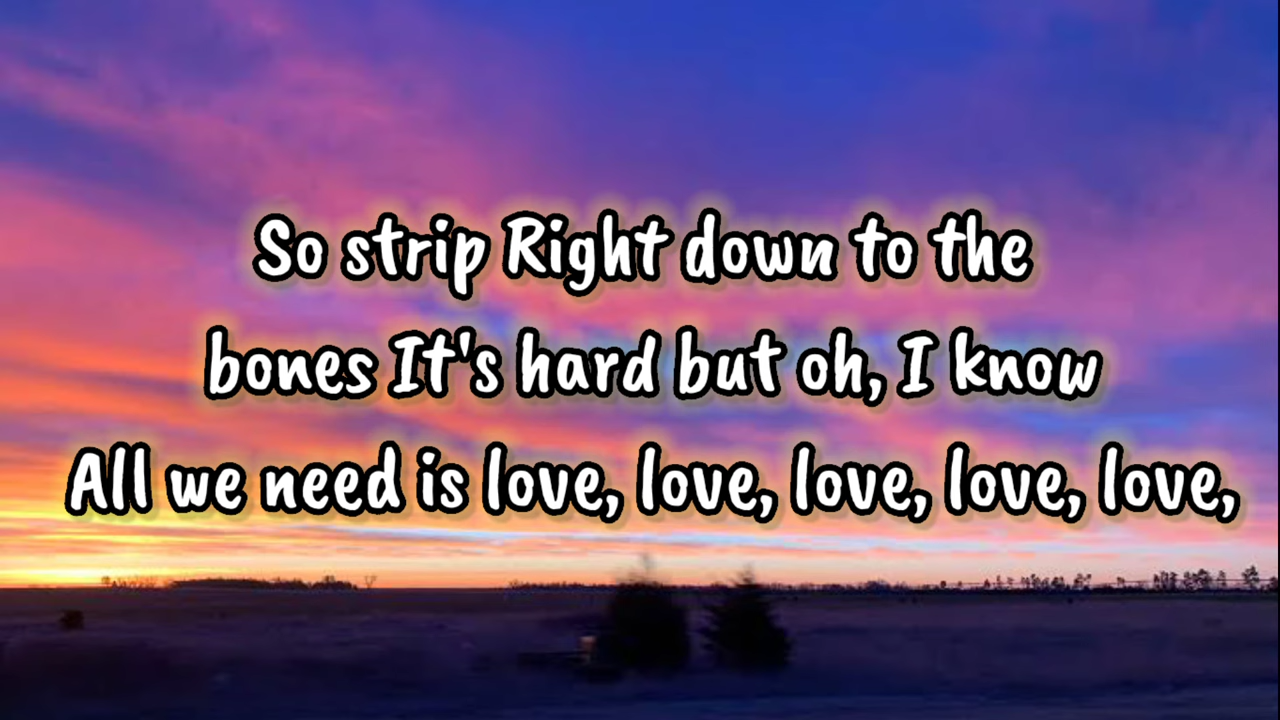 So strip Right down to the
bones It's hard but oh, I know
All we need is love, love, love, love, love,